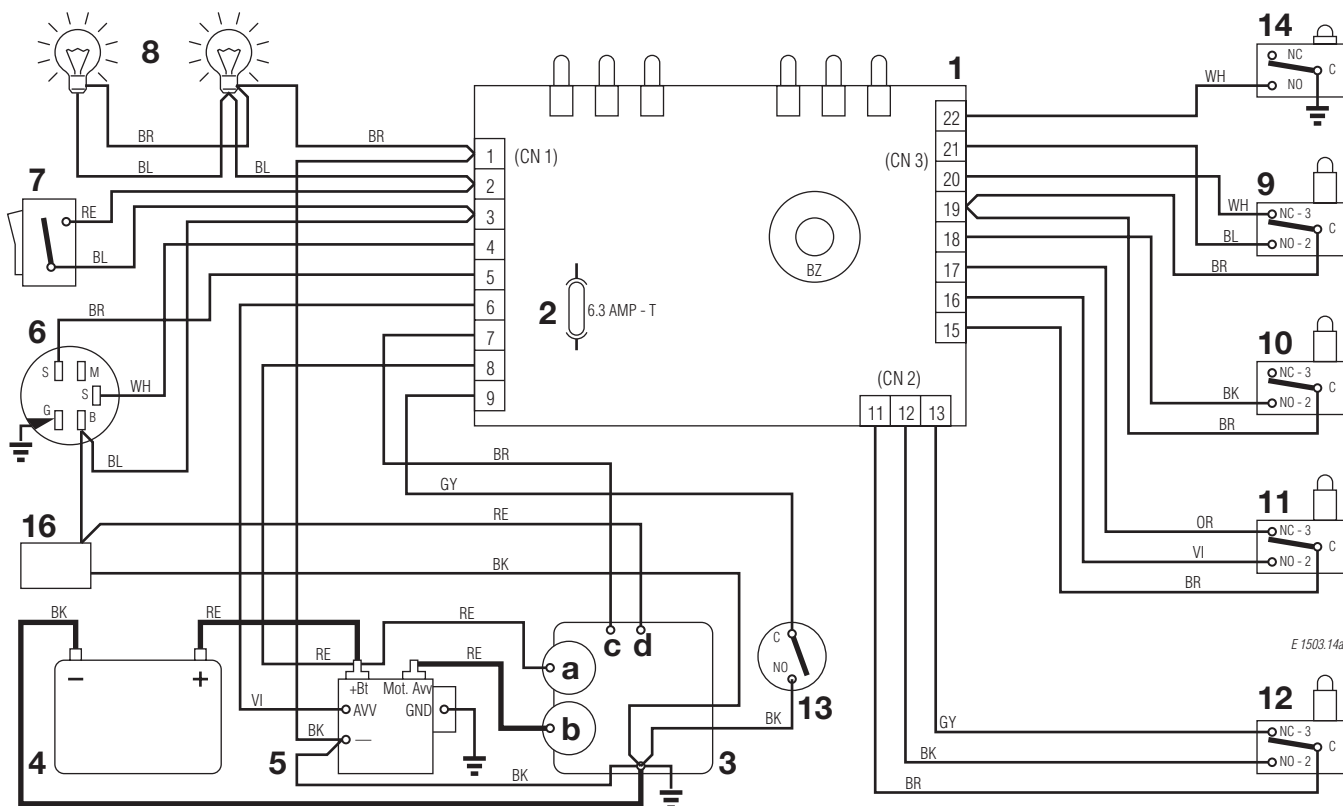 8
1
14
NC
C
NO
WH
BR
BR
BL
BL
1
(CN 1)
2
3
4
5
6
7
8
9
22
21
20
19
18
17
16
15
(CN 3)
BZ
2
6.3 AMP - T
(CN 2)
11
12
13
7
RE
BL
9
WH
NC - 3
C
BL
NO - 2
BR
6
BR
S
M
S
WH
G
B
BL
10
NC - 3
C
BK
NO - 2
BR
BR
GY
16
RE
BK
11
OR
NC - 3
C
VI
NO - 2
BR
E 1503.14a
BK
RE
RE
RE
RE
c
d
a
b
C
NO
13
BK
–
+
4
+Bt
Mot. Avv
VI
AVV
GND
BK
—
5
BK
3
12
GY
NC - 3
C
BK
NO - 2
BR